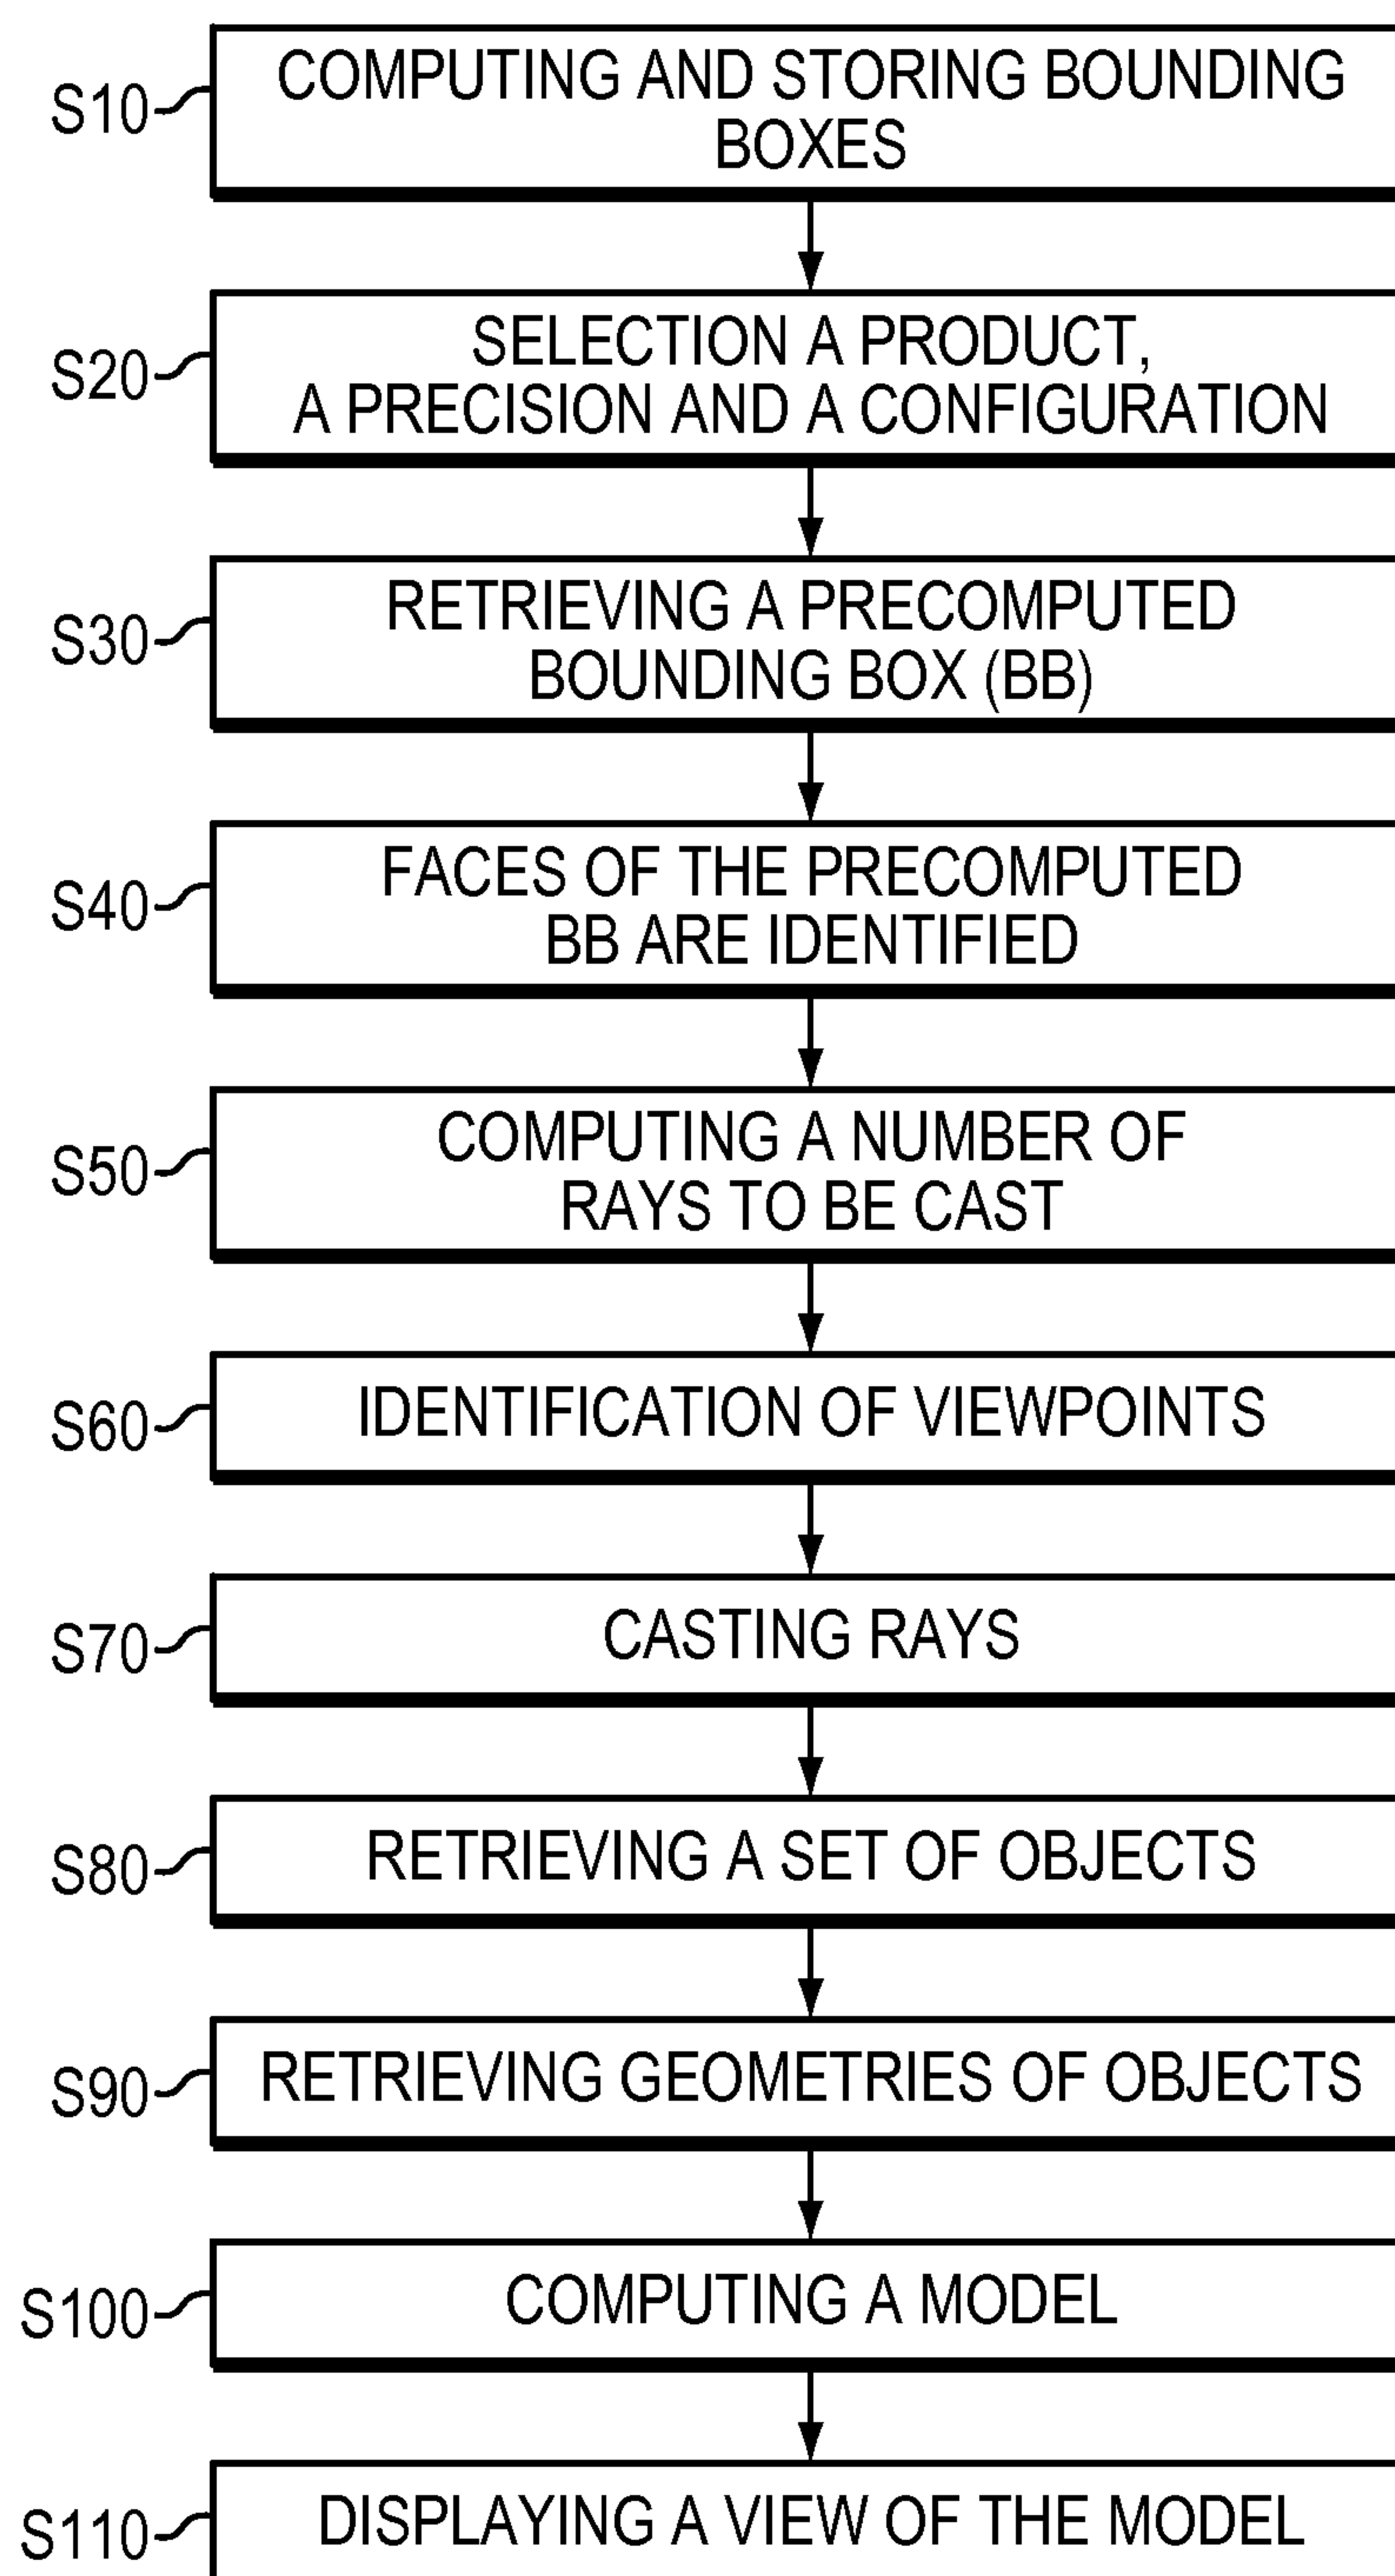 S10
COMPUTING AND STORING BOUNDING
BOXES
S20
SELECTION A PRODUCT,
A PRECISION AND A CONFIGURATION
S30
RETRIEVING A PRECOMPUTED
BOUNDING BOX (BB)
S40
FACES OF THE PRECOMPUTED
BB ARE IDENTIFIED
S50
COMPUTING A NUMBER OF
RAYS TO BE CAST
S60
IDENTIFICATION OF VIEWPOINTS
S70
CASTING RAYS
S80
RETRIEVING A SET OF OBJECTS
S90
RETRIEVING GEOMETRIES OF OBJECTS
S100
COMPUTING A MODEL
S110
DISPLAYING A VIEW OF THE MODEL